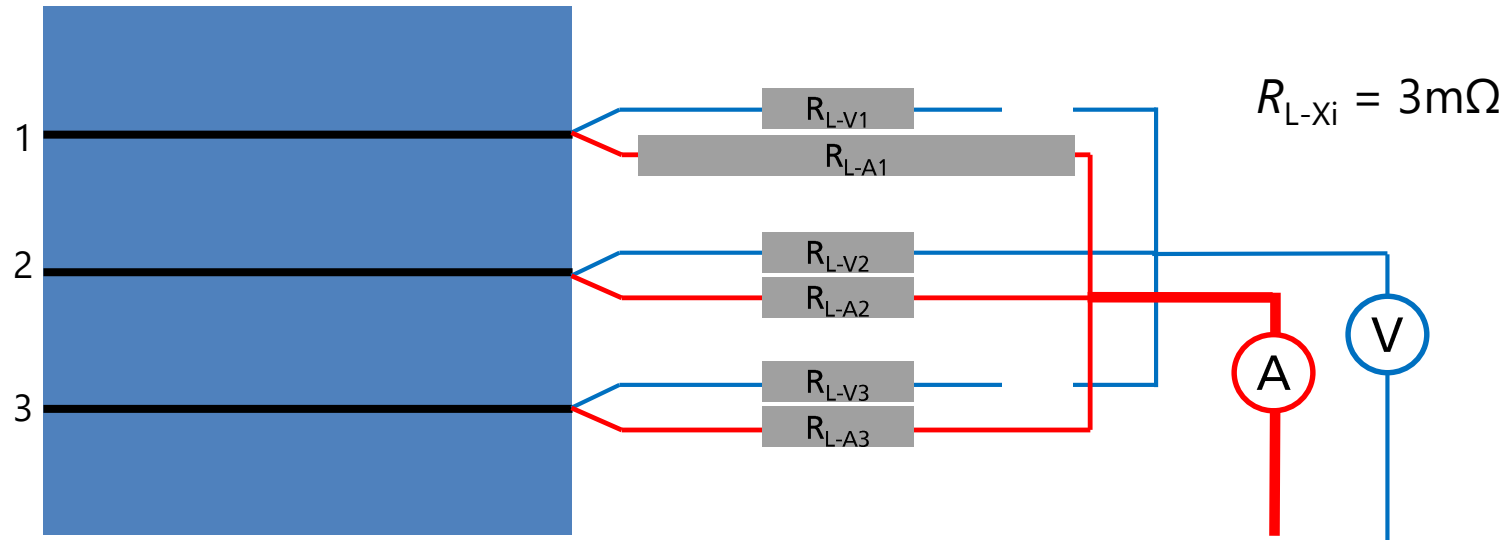 R_L-Xi = 3mΩ
R_L-V1
1
R_L-A1
R_L-V2
2
R_L-A2
V
A
R_L-V3
3
R_L-A3